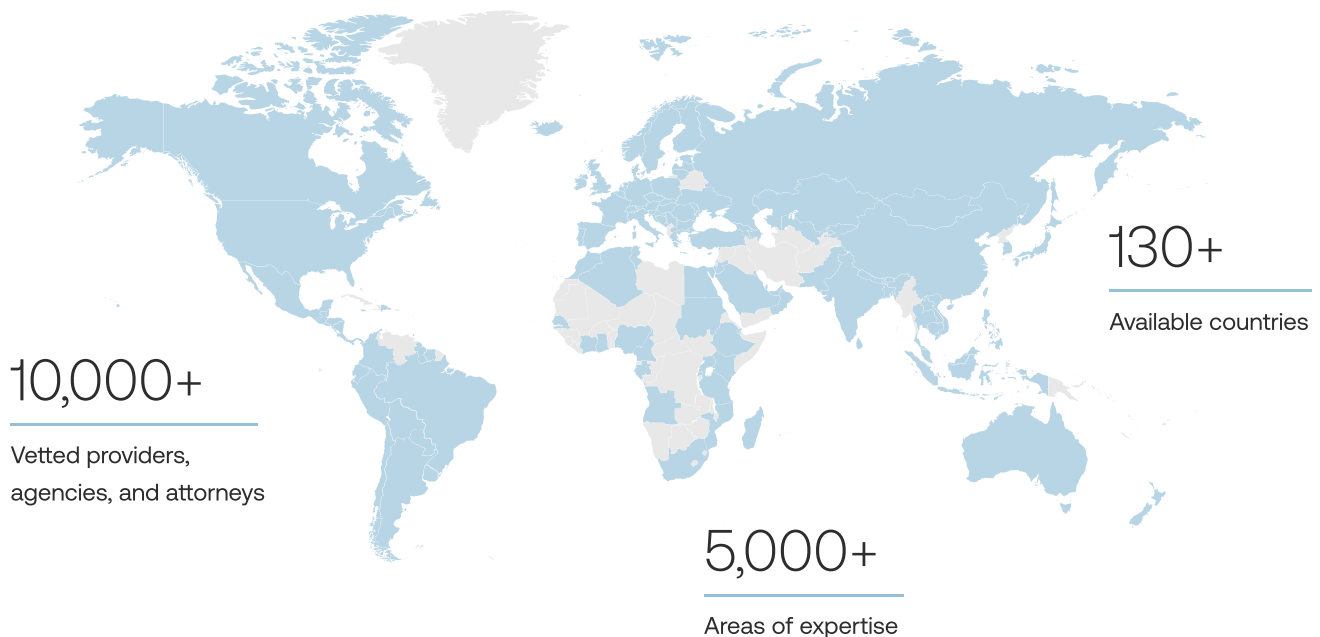 130+
Available countries
10,000+
Vetted providers,
agencies, and attorneys
5,000+
Areas of expertise